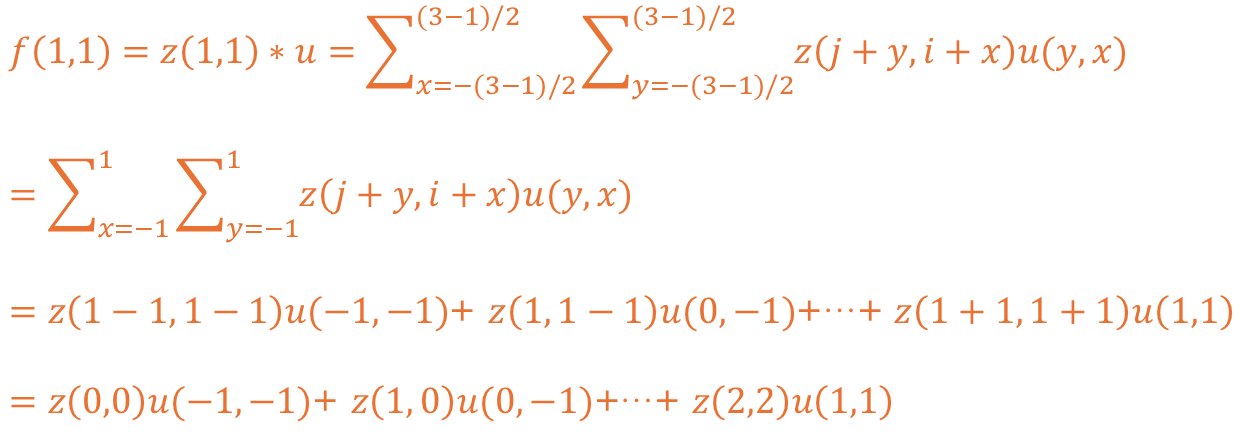 f(1,1) = z(1,1) ∗ u = ∑_{x=−(3−1)/2}^{(3−1)/2} ∑_{y=−(3−1)/2}^{(3−1)/2} z(j + y, i + x)u(y, x)
= ∑_{x=−1}^{1} ∑_{y=−1}^{1} z(j + y, i + x)u(y, x)
= z(1 − 1, 1 − 1)u(−1, −1)+ z(1, 1 − 1)u(0, −1)+⋯+ z(1 + 1, 1 + 1)u(1,1)
= z(0,0)u(−1, −1)+ z(1, 0)u(0, −1)+⋯+ z(2,2)u(1,1)